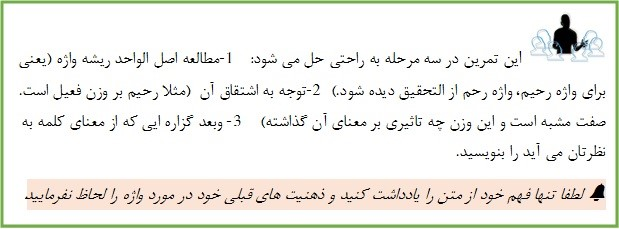 این تمرین در سه مرحله به راحتی حل می شود: 1-مطالعه اصل الواحد ریشه واژه (یعنی
برای واژه رحیم، واژه رحم از التحقیق دیده شود.) 2-توجه به اشتقاق آن (مثلا رحیم بر وزن فعیل است.
صفت مشبه است و این وزن چه تاثیری بر معنای آن گذاشته) 3- وبعد گزاره ایی که از معنای کلمه به
نظرتان می آید را بنویسید.
لطفا تنها فهم خود از متن را یادداشت کنید و ذهنیت های قبلی خود در مورد واژه را لحاظ نفرمایید.